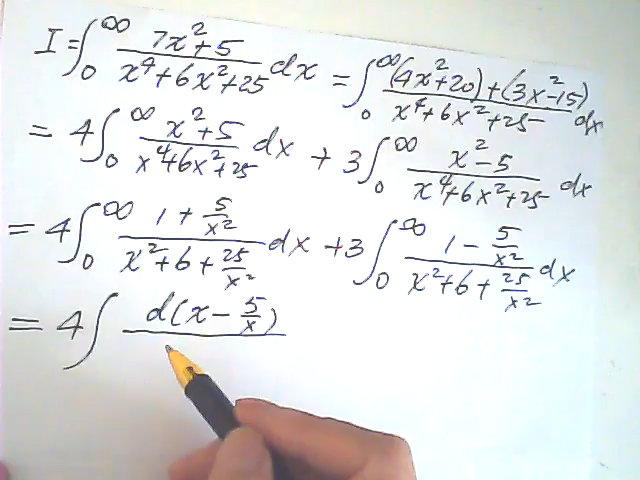 I = ∫₀^∞ (7x²+5)/(x⁴+6x²+25) dx = ∫₀^∞ ((4x²+20)+(3x²-15))/(x⁴+6x²+25) dx
= 4∫₀^∞ (x²+5)/(x⁴+6x²+25) dx + 3∫₀^∞ (x²-5)/(x⁴+6x²+25) dx
= 4∫₀^∞ (1+5/x²)/(x²+6+25/x²) dx + 3∫₀^∞ (1-5/x²)/(x²+6+25/x²) dx
= 4∫ d(x-5/x)